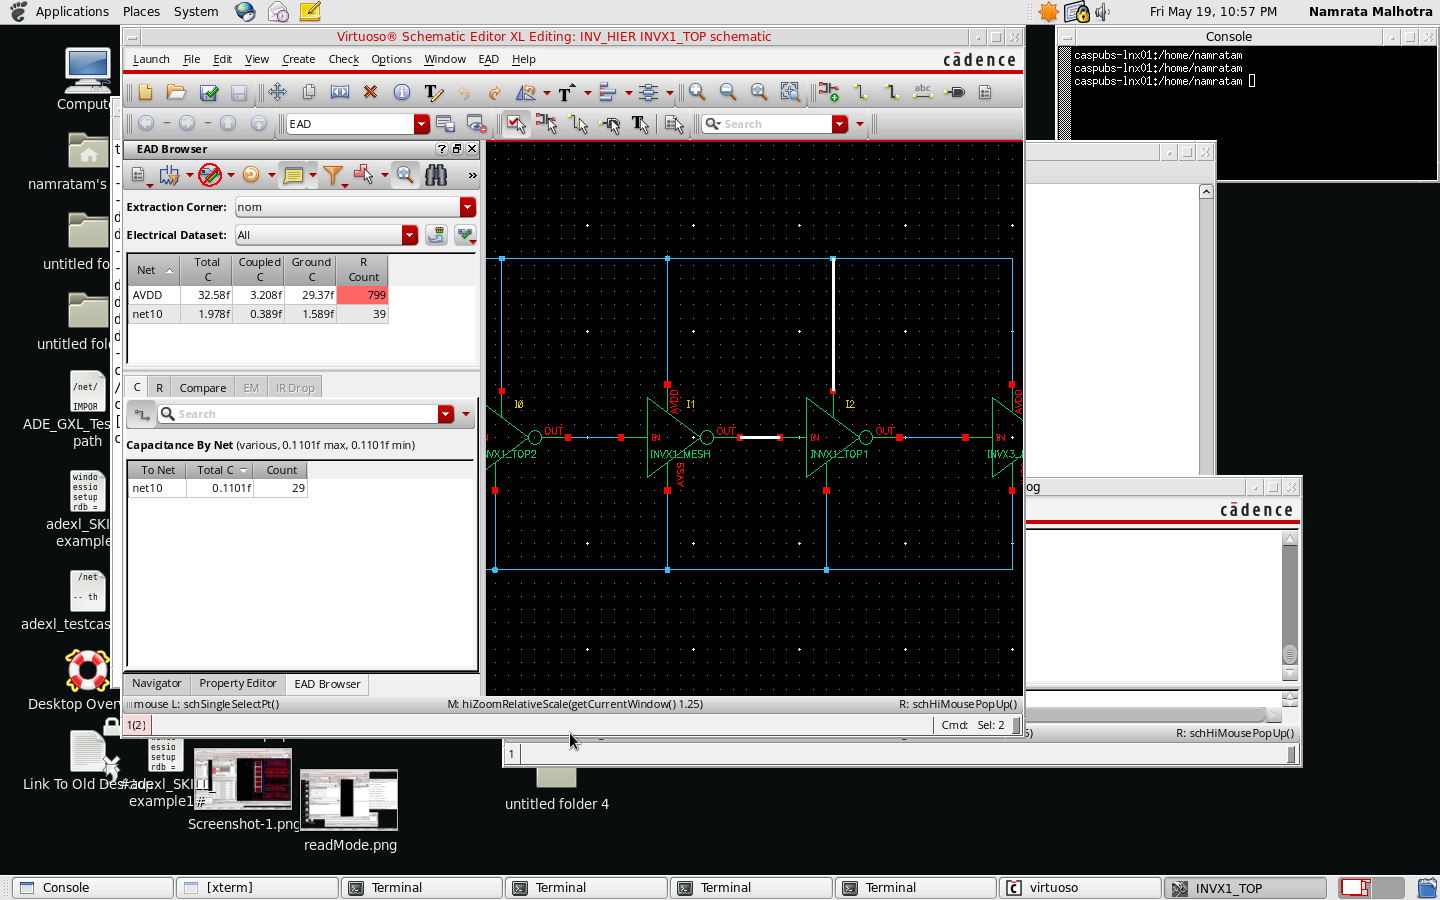 Applications Places System
Fri May 19, 10:57 PM
Namrata Malhotra
Virtuoso® Schematic Editor XL Editing: INV_HIER INVX1_TOP schematic
Console
Launch File Edit View Create Check Options Window EAD Help
cādence
caspubs-lnx01:/home/namratam
caspubs-lnx01:/home/namratam
caspubs-lnx01:/home/namratam
abc
EAD
Search
EAD Browser
Extraction Corner: nom
Electrical Dataset: All
Net Total C Coupled C Ground C R Count
AVDD 32.58f 3.208f 29.37f 799
net10 1.978f 0.389f 1.589f 39
C R Compare EM IR Drop
Search
Capacitance By Net (various, 0.1101f max, 0.1101f min)
To Net Total C Count
net10 0.1101f 29
I0 AVDD I1 I2 AVDD
OUT IN OUT IN OUT IN
NVX1_TOP2 INVX1_MESH INVX1_TOP1
AVSS
Navigator Property Editor EAD Browser
mouse L: schSingleSelectPt() M: hiZoomRelativeScale(getCurrentWindow() 1.25) R: schHiMousePopUp()
1(2) Cmd: Sel: 2
og
cādence
R: schHiMousePopUp()
1
Compute
namratam's
untitled fo
untitled fol
/net/
IMPOR
ADE_GXL_Tes
path
windo
essio
setup
rdb =
adexl_SKI
example
/net
-- th
adexl_testcas
Desktop Over
Link To Old Desktop
essio
setup
rdb =
#adexl_SKI
example1#
Screenshot-1.png
readMode.png
untitled folder 4
Console [xterm] Terminal Terminal Terminal Terminal virtuoso INVX1_TOP